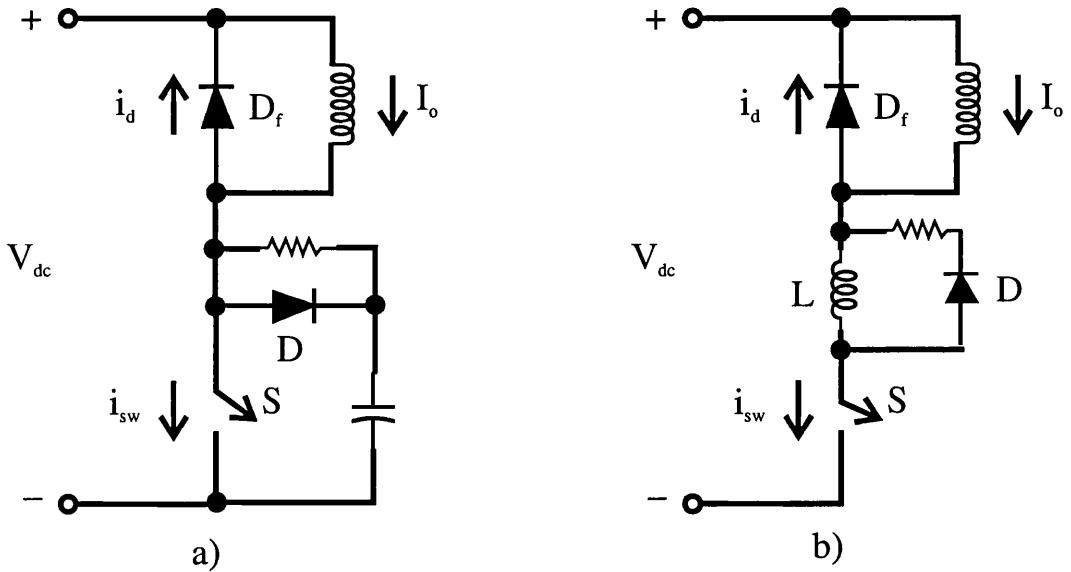 +
i_d
D_f
I_o
V_dc
D
i_sw
S
−
a)
+
i_d
D_f
I_o
V_dc
L
D
i_sw
S
−
b)